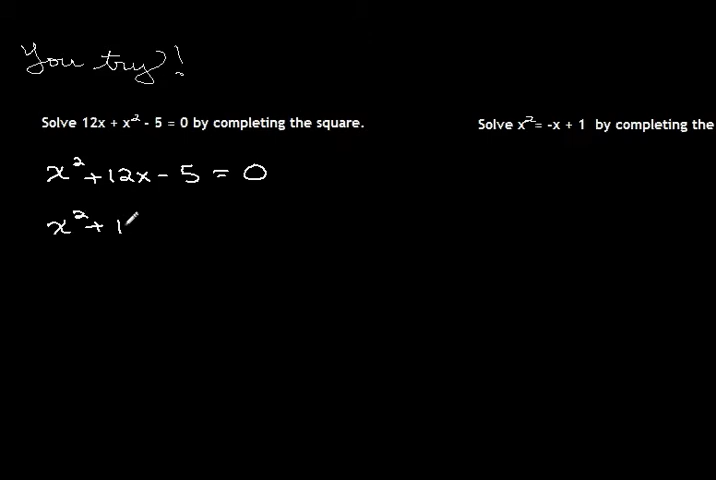 You try!
Solve 12x + x² - 5 = 0 by completing the square.
x² + 12x - 5 = 0
x² + 1
Solve x² = -x + 1 by completing the